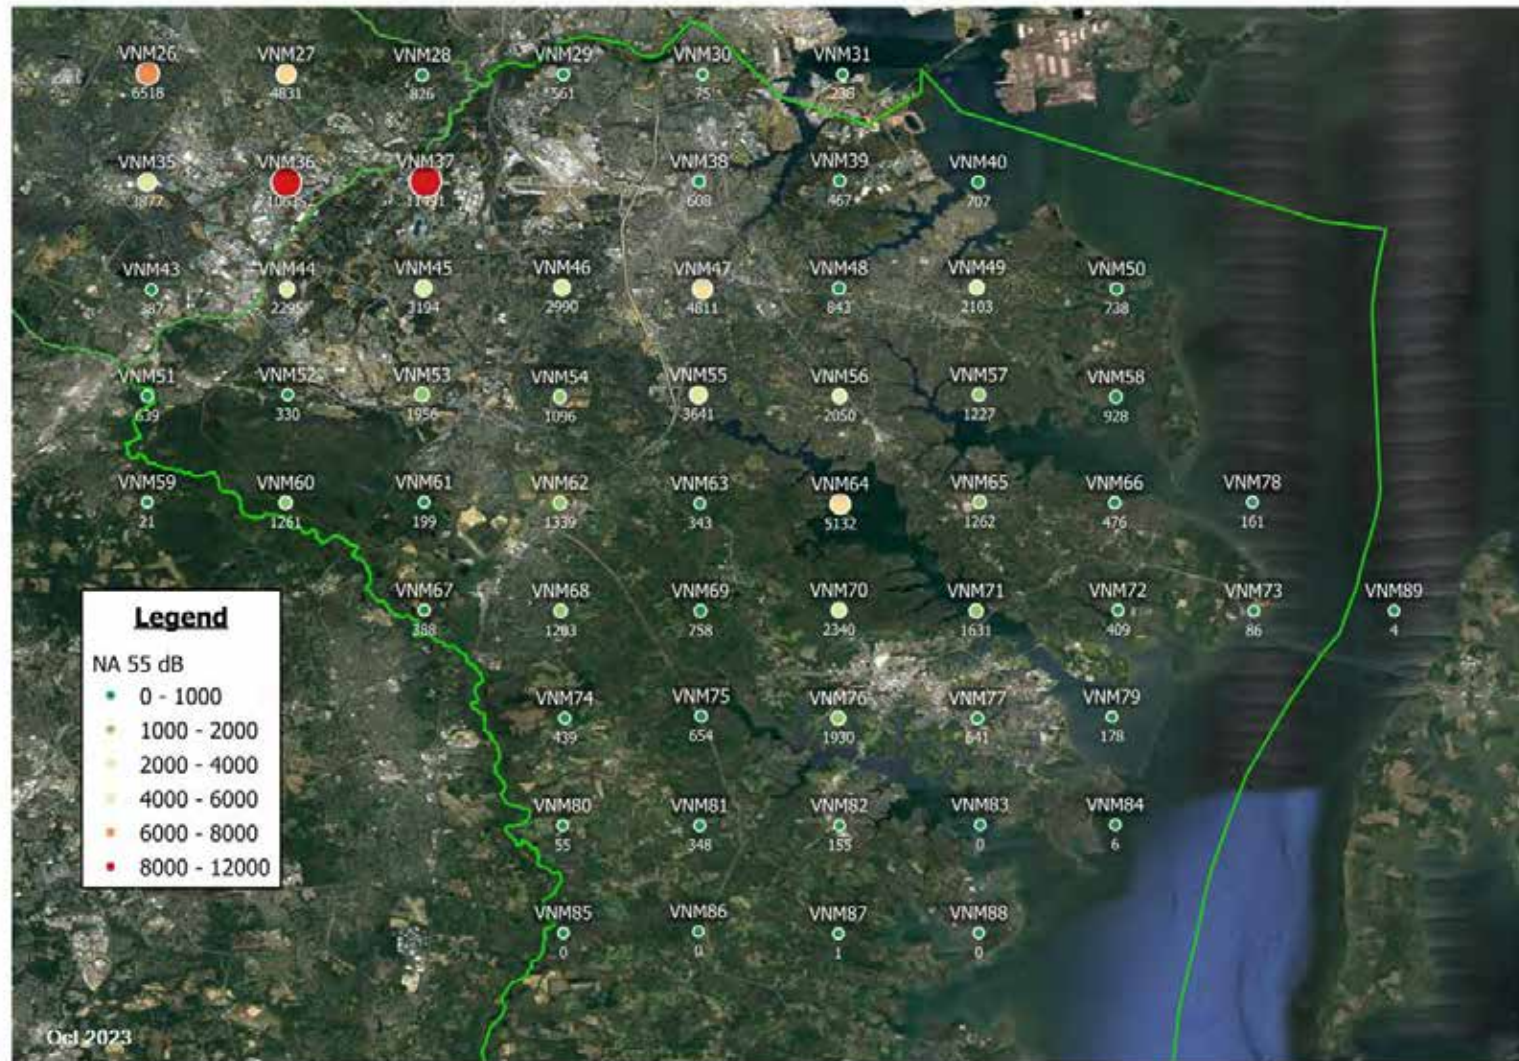 VNM26 VNM27 VNM28 VNM29 VNM30 VNM31
6518 4831 826 561 75 238
VNM35 VNM36 VNM37 VNM38 VNM39 VNM40
3877 608 467 707
VNM43 VNM44 VNM45 VNM46 VNM47 VNM48 VNM49 VNM50
387 2295 3194 2990 4811 843 2103 738
VNM51 VNM52 VNM53 VNM54 VNM55 VNM56 VNM57 VNM58
639 330 1956 1096 3641 2050 1227 928
VNM59 VNM60 VNM61 VNM62 VNM63 VNM64 VNM65 VNM66 VNM78
21 1261 199 1339 343 5132 1262 476 161
VNM67 VNM68 VNM69 VNM70 VNM71 VNM72 VNM73 VNM89
388 758 2340 1631 409 86 4
VNM74 VNM75 VNM76 VNM77 VNM79
439 654 1930 641 178
VNM80 VNM81 VNM82 VNM83 VNM84
55 348 155 0 6
VNM85 VNM86 VNM87 VNM88
0 0 1 0
Legend
NA 55 dB
0 - 1000
1000 - 2000
2000 - 4000
4000 - 6000
6000 - 8000
8000 - 12000
Oct 2023